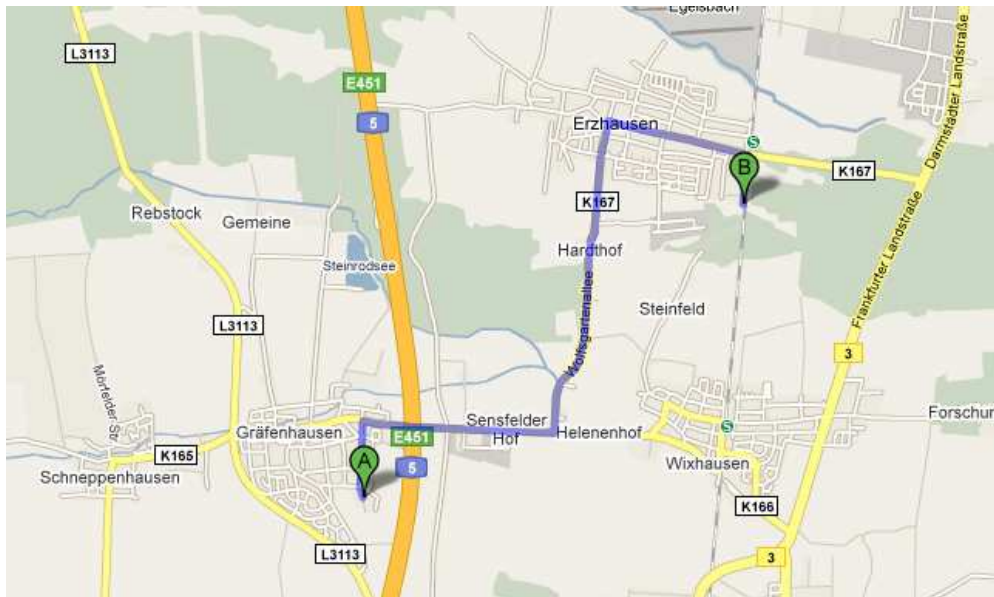 Egelsbach
L3113
E451
5
Darmstädter Landstraße
Erzhausen
S
B
K167
K167
Rebstock
Gemeine
Hardthof
Frankfurter Landstraße
Steinrodsee
Steinfeld
L3113
Wolfsgartenallee
3
Mörfelder-Str.
Sensfelder
Hof
Forschun
Gräfenhausen
E451
Helenenhof
S
K165
A
5
Wixhausen
Schneppenhausen
K166
L3113
3